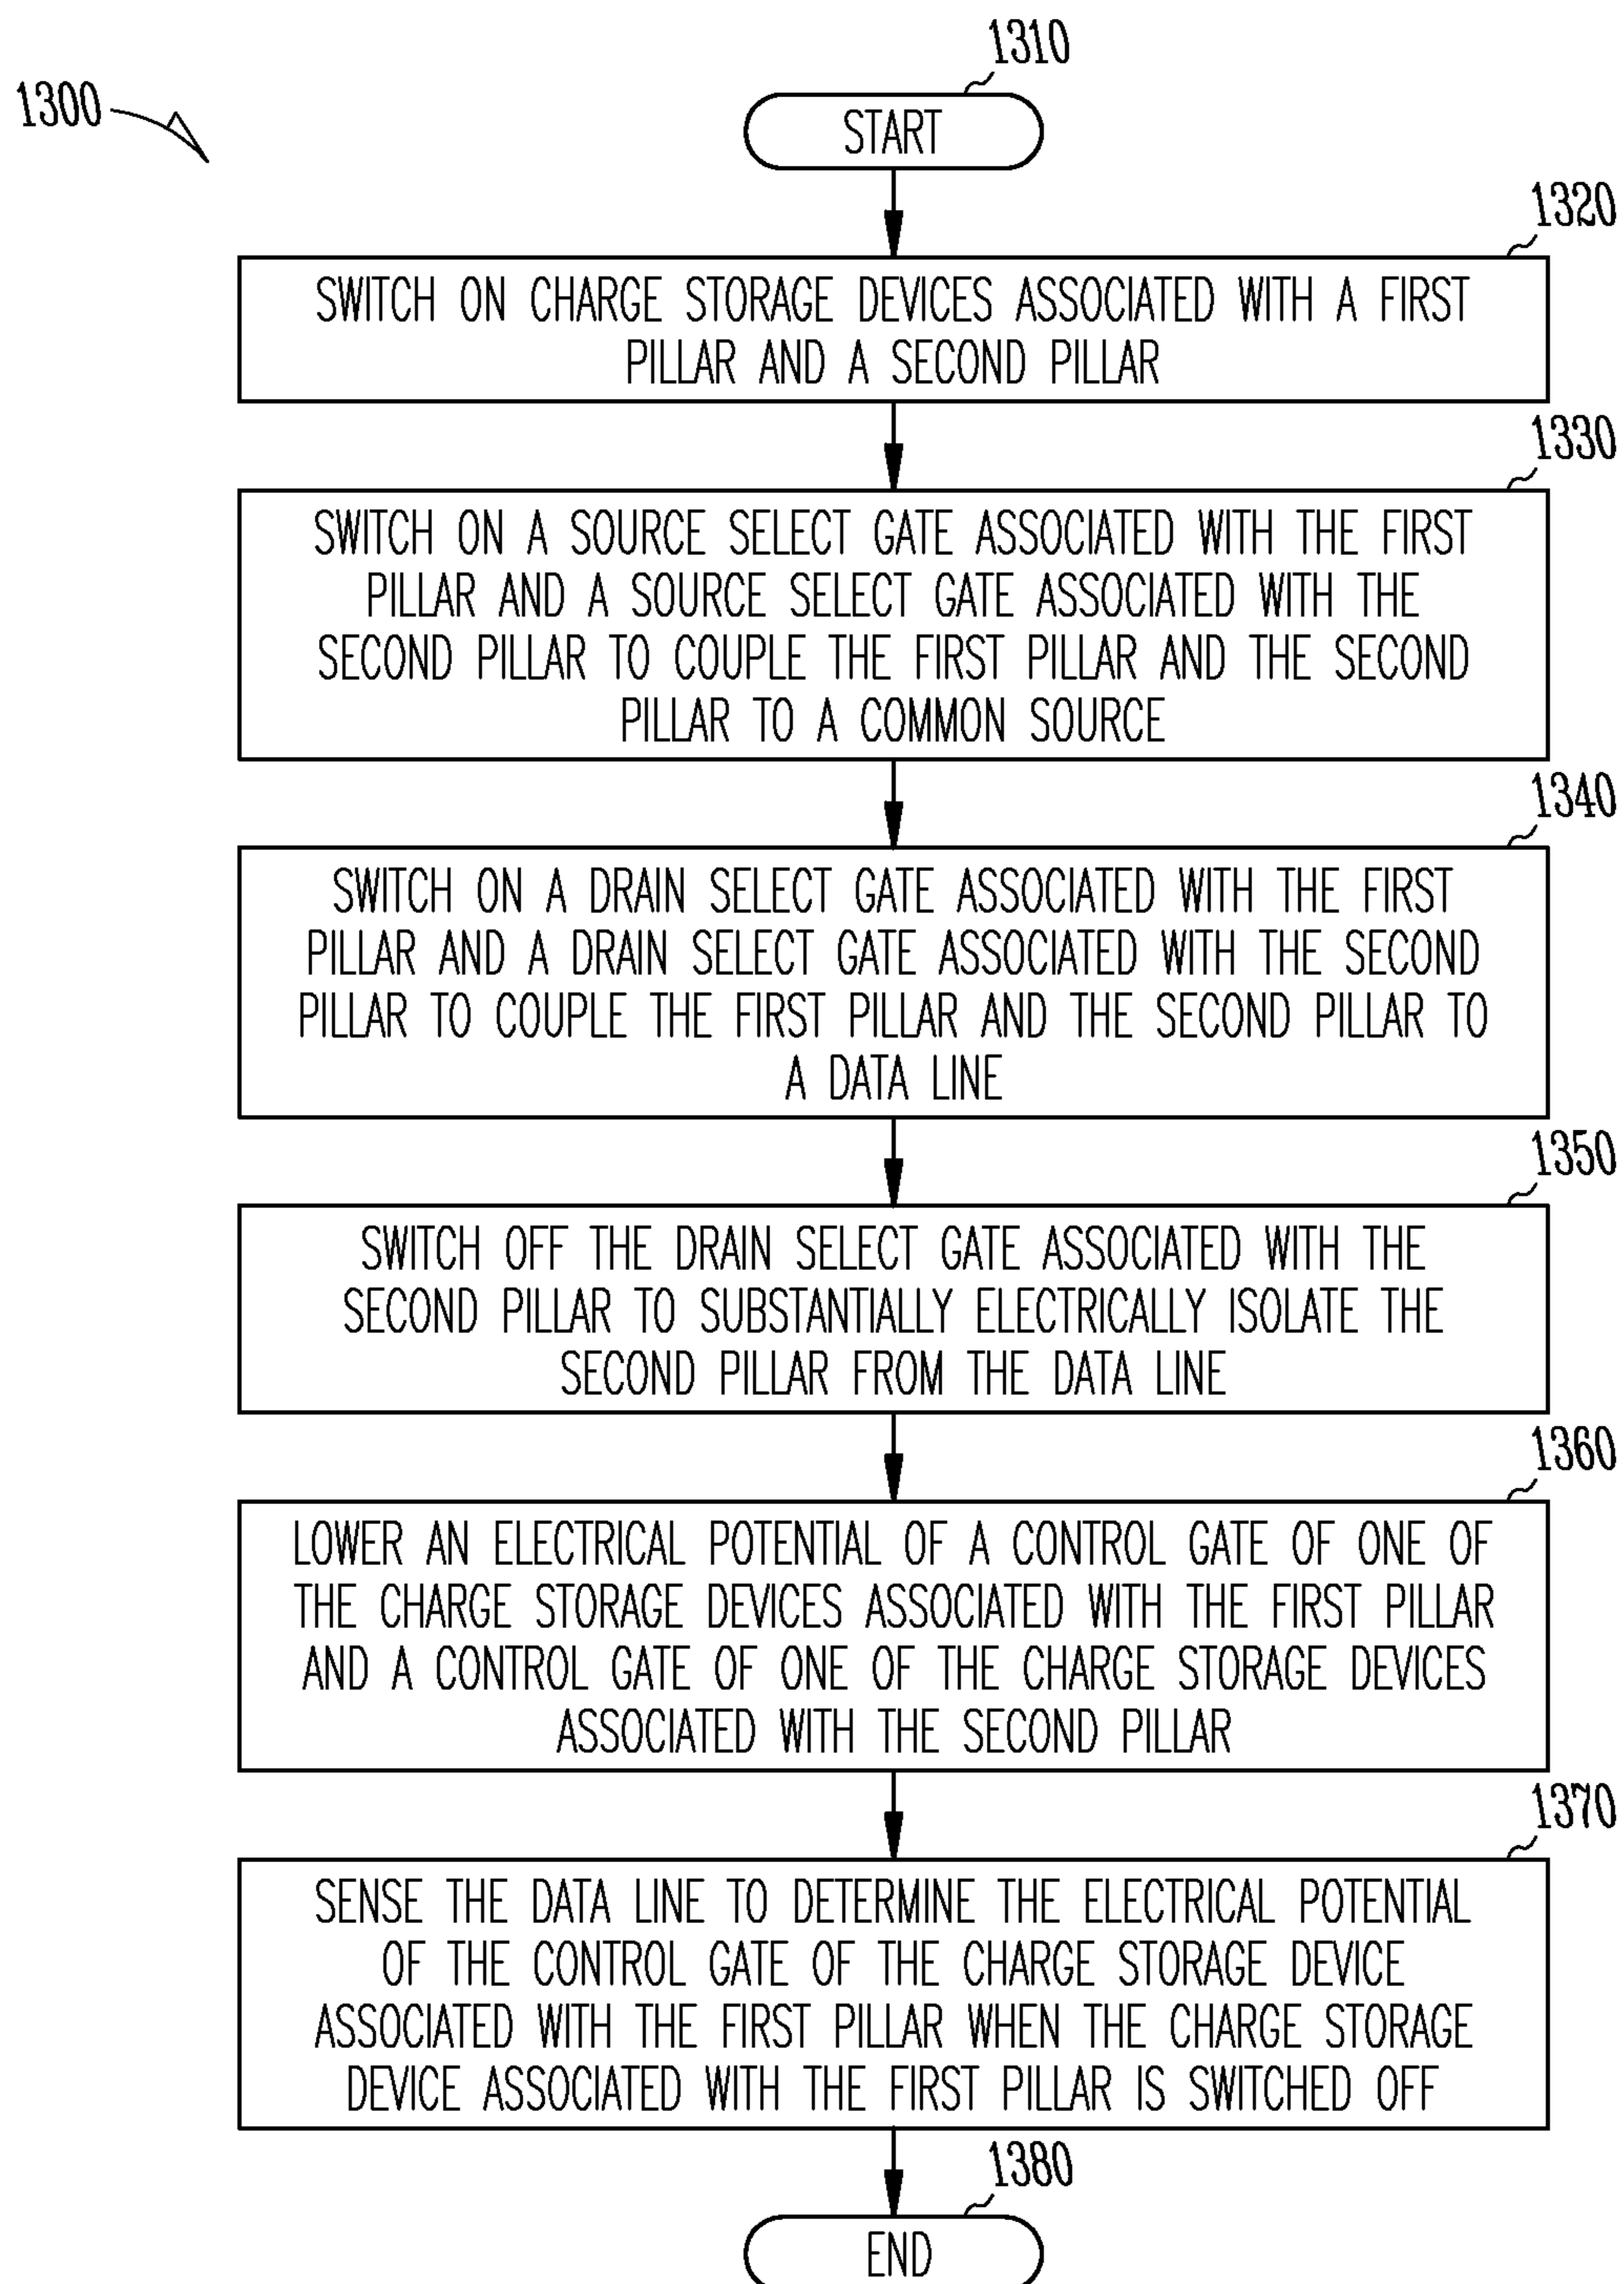 1310
1300
START
1320
SWITCH ON CHARGE STORAGE DEVICES ASSOCIATED WITH A FIRST
PILLAR AND A SECOND PILLAR
1330
SWITCH ON A SOURCE SELECT GATE ASSOCIATED WITH THE FIRST
PILLAR AND A SOURCE SELECT GATE ASSOCIATED WITH THE
SECOND PILLAR TO COUPLE THE FIRST PILLAR AND THE SECOND
PILLAR TO A COMMON SOURCE
1340
SWITCH ON A DRAIN SELECT GATE ASSOCIATED WITH THE FIRST
PILLAR AND A DRAIN SELECT GATE ASSOCIATED WITH THE SECOND
PILLAR TO COUPLE THE FIRST PILLAR AND THE SECOND PILLAR TO
A DATA LINE
1350
SWITCH OFF THE DRAIN SELECT GATE ASSOCIATED WITH THE
SECOND PILLAR TO SUBSTANTIALLY ELECTRICALLY ISOLATE THE
SECOND PILLAR FROM THE DATA LINE
1360
LOWER AN ELECTRICAL POTENTIAL OF A CONTROL GATE OF ONE OF
THE CHARGE STORAGE DEVICES ASSOCIATED WITH THE FIRST PILLAR
AND A CONTROL GATE OF ONE OF THE CHARGE STORAGE DEVICES
ASSOCIATED WITH THE SECOND PILLAR
1370
SENSE THE DATA LINE TO DETERMINE THE ELECTRICAL POTENTIAL
OF THE CONTROL GATE OF THE CHARGE STORAGE DEVICE
ASSOCIATED WITH THE FIRST PILLAR WHEN THE CHARGE STORAGE
DEVICE ASSOCIATED WITH THE FIRST PILLAR IS SWITCHED OFF
1380
END